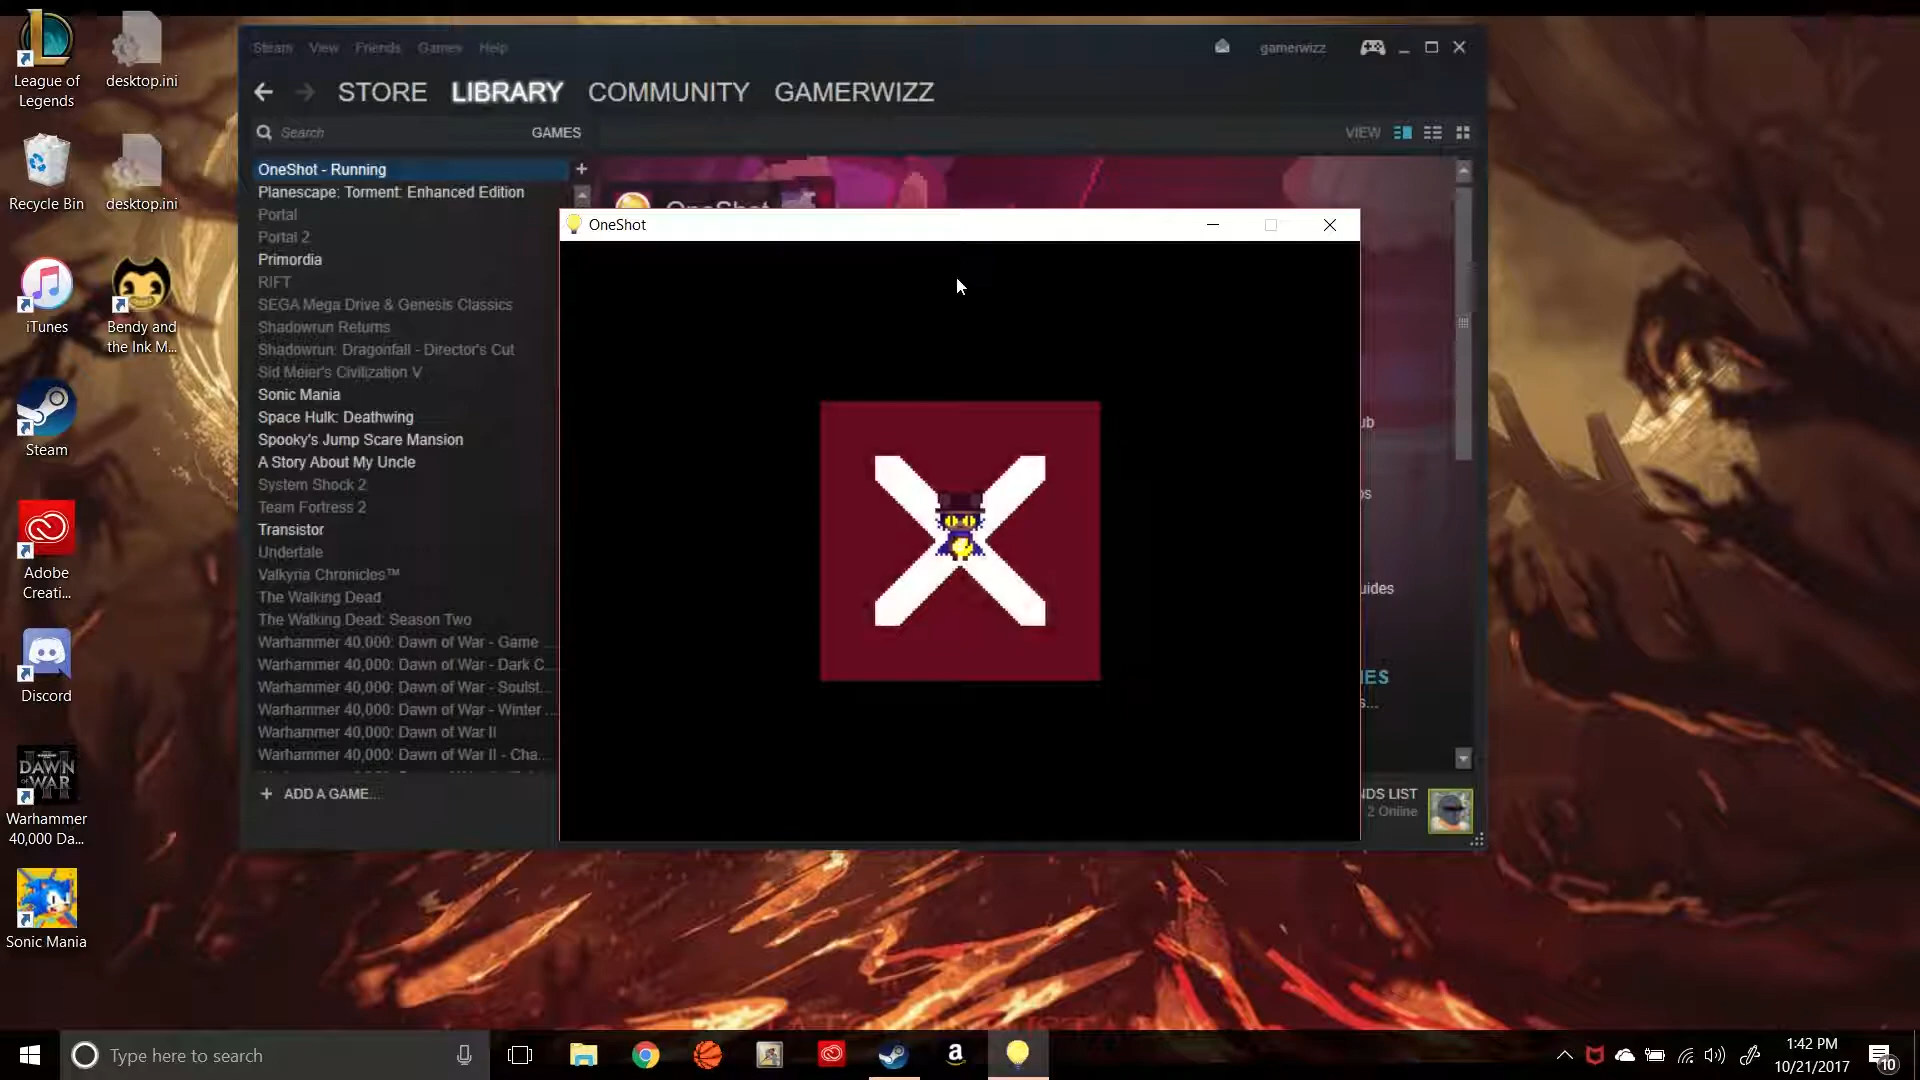 League of
Legends
desktop.ini
Recycle Bin
desktop.ini
iTunes
Bendy and
the Ink M...
Steam
Adobe
Creati...
Discord
DAWN
OF WAR
Warhammer
40,000 Da...
Sonic Mania
Steam View Friends Games Help
gamerwizz
STORE LIBRARY COMMUNITY GAMERWIZZ
Search
GAMES
VIEW
OneShot - Running
Planescape: Torment: Enhanced Edition
Portal
Portal 2
Primordia
RIFT
SEGA Mega Drive & Genesis Classics
Shadowrun Returns
Shadowrun: Dragonfall - Director's Cut
Sid Meier's Civilization V
Sonic Mania
Space Hulk: Deathwing
Spooky's Jump Scare Mansion
A Story About My Uncle
System Shock 2
Team Fortress 2
Transistor
Undertale
Valkyria Chronicles™
The Walking Dead
The Walking Dead: Season Two
Warhammer 40,000: Dawn of War - Game ...
Warhammer 40,000: Dawn of War - Dark C...
Warhammer 40,000: Dawn of War - Soulst...
Warhammer 40,000: Dawn of War - Winter ...
Warhammer 40,000: Dawn of War II
Warhammer 40,000: Dawn of War II - Cha...
+ ADD A GAME...
OneShot
OneShot
ub
os
uides
IES
s...
NDS LIST
2 Online
Type here to search
1:42 PM
10/21/2017
10